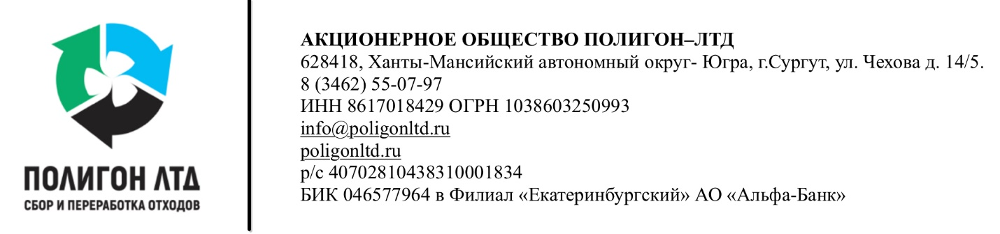 ПОЛИГОН ЛТД
СБОР И ПЕРЕРАБОТКА ОТХОДОВ
АКЦИОНЕРНОЕ ОБЩЕСТВО ПОЛИГОН–ЛТД
628418, Ханты-Мансийский автономный округ- Югра, г.Сургут, ул. Чехова д. 14/5.
8 (3462) 55-07-97
ИНН 8617018429 ОГРН 1038603250993
info@poligonltd.ru
poligonltd.ru
р/с 40702810438310001834
БИК 046577964 в Филиал «Екатеринбургский» АО «Альфа-Банк»